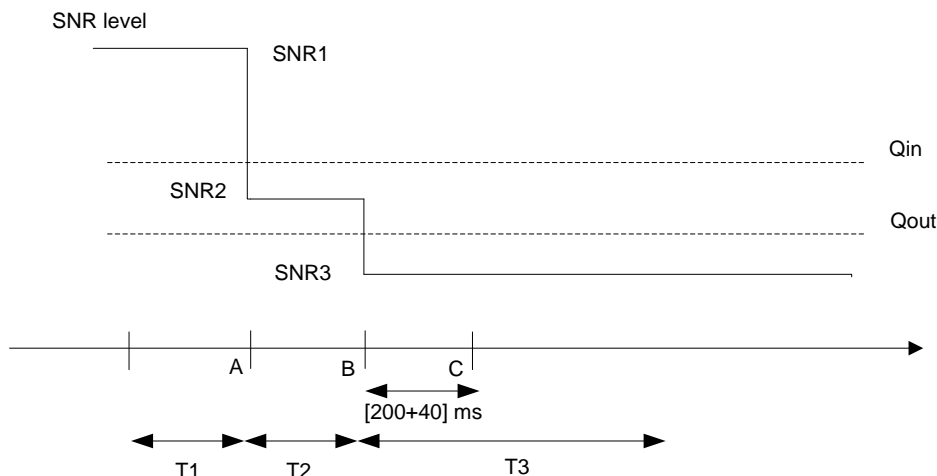 SNR level
SNR1
Qin
SNR2
Qout
SNR3
A
B
C
[200+40] ms
T1
T2
T3